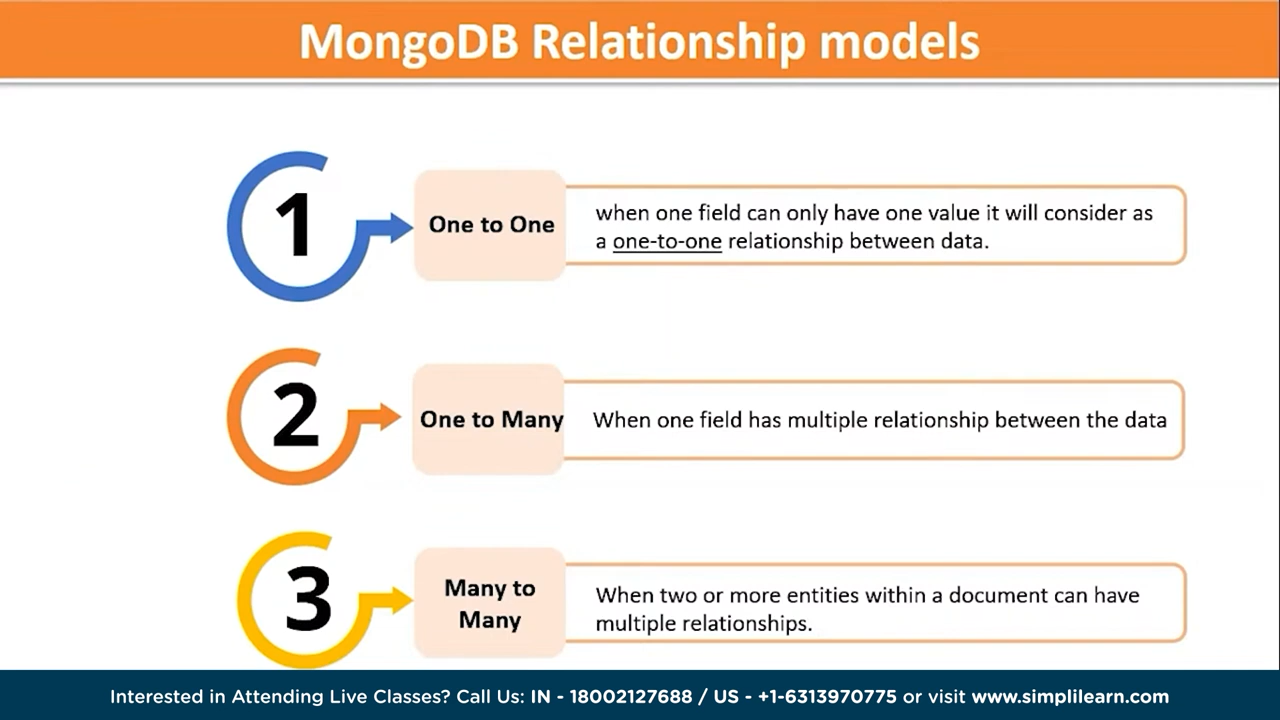 MongoDB Relationship models
1
One to One
when one field can only have one value it will consider as
a one-to-one relationship between data.
2
One to Many
When one field has multiple relationship between the data
3
Many to
Many
When two or more entities within a document can have
multiple relationships.
Interested in Attending Live Classes? Call Us: IN - 18002127688 / US - +1-6313970775 or visit www.simplilearn.com